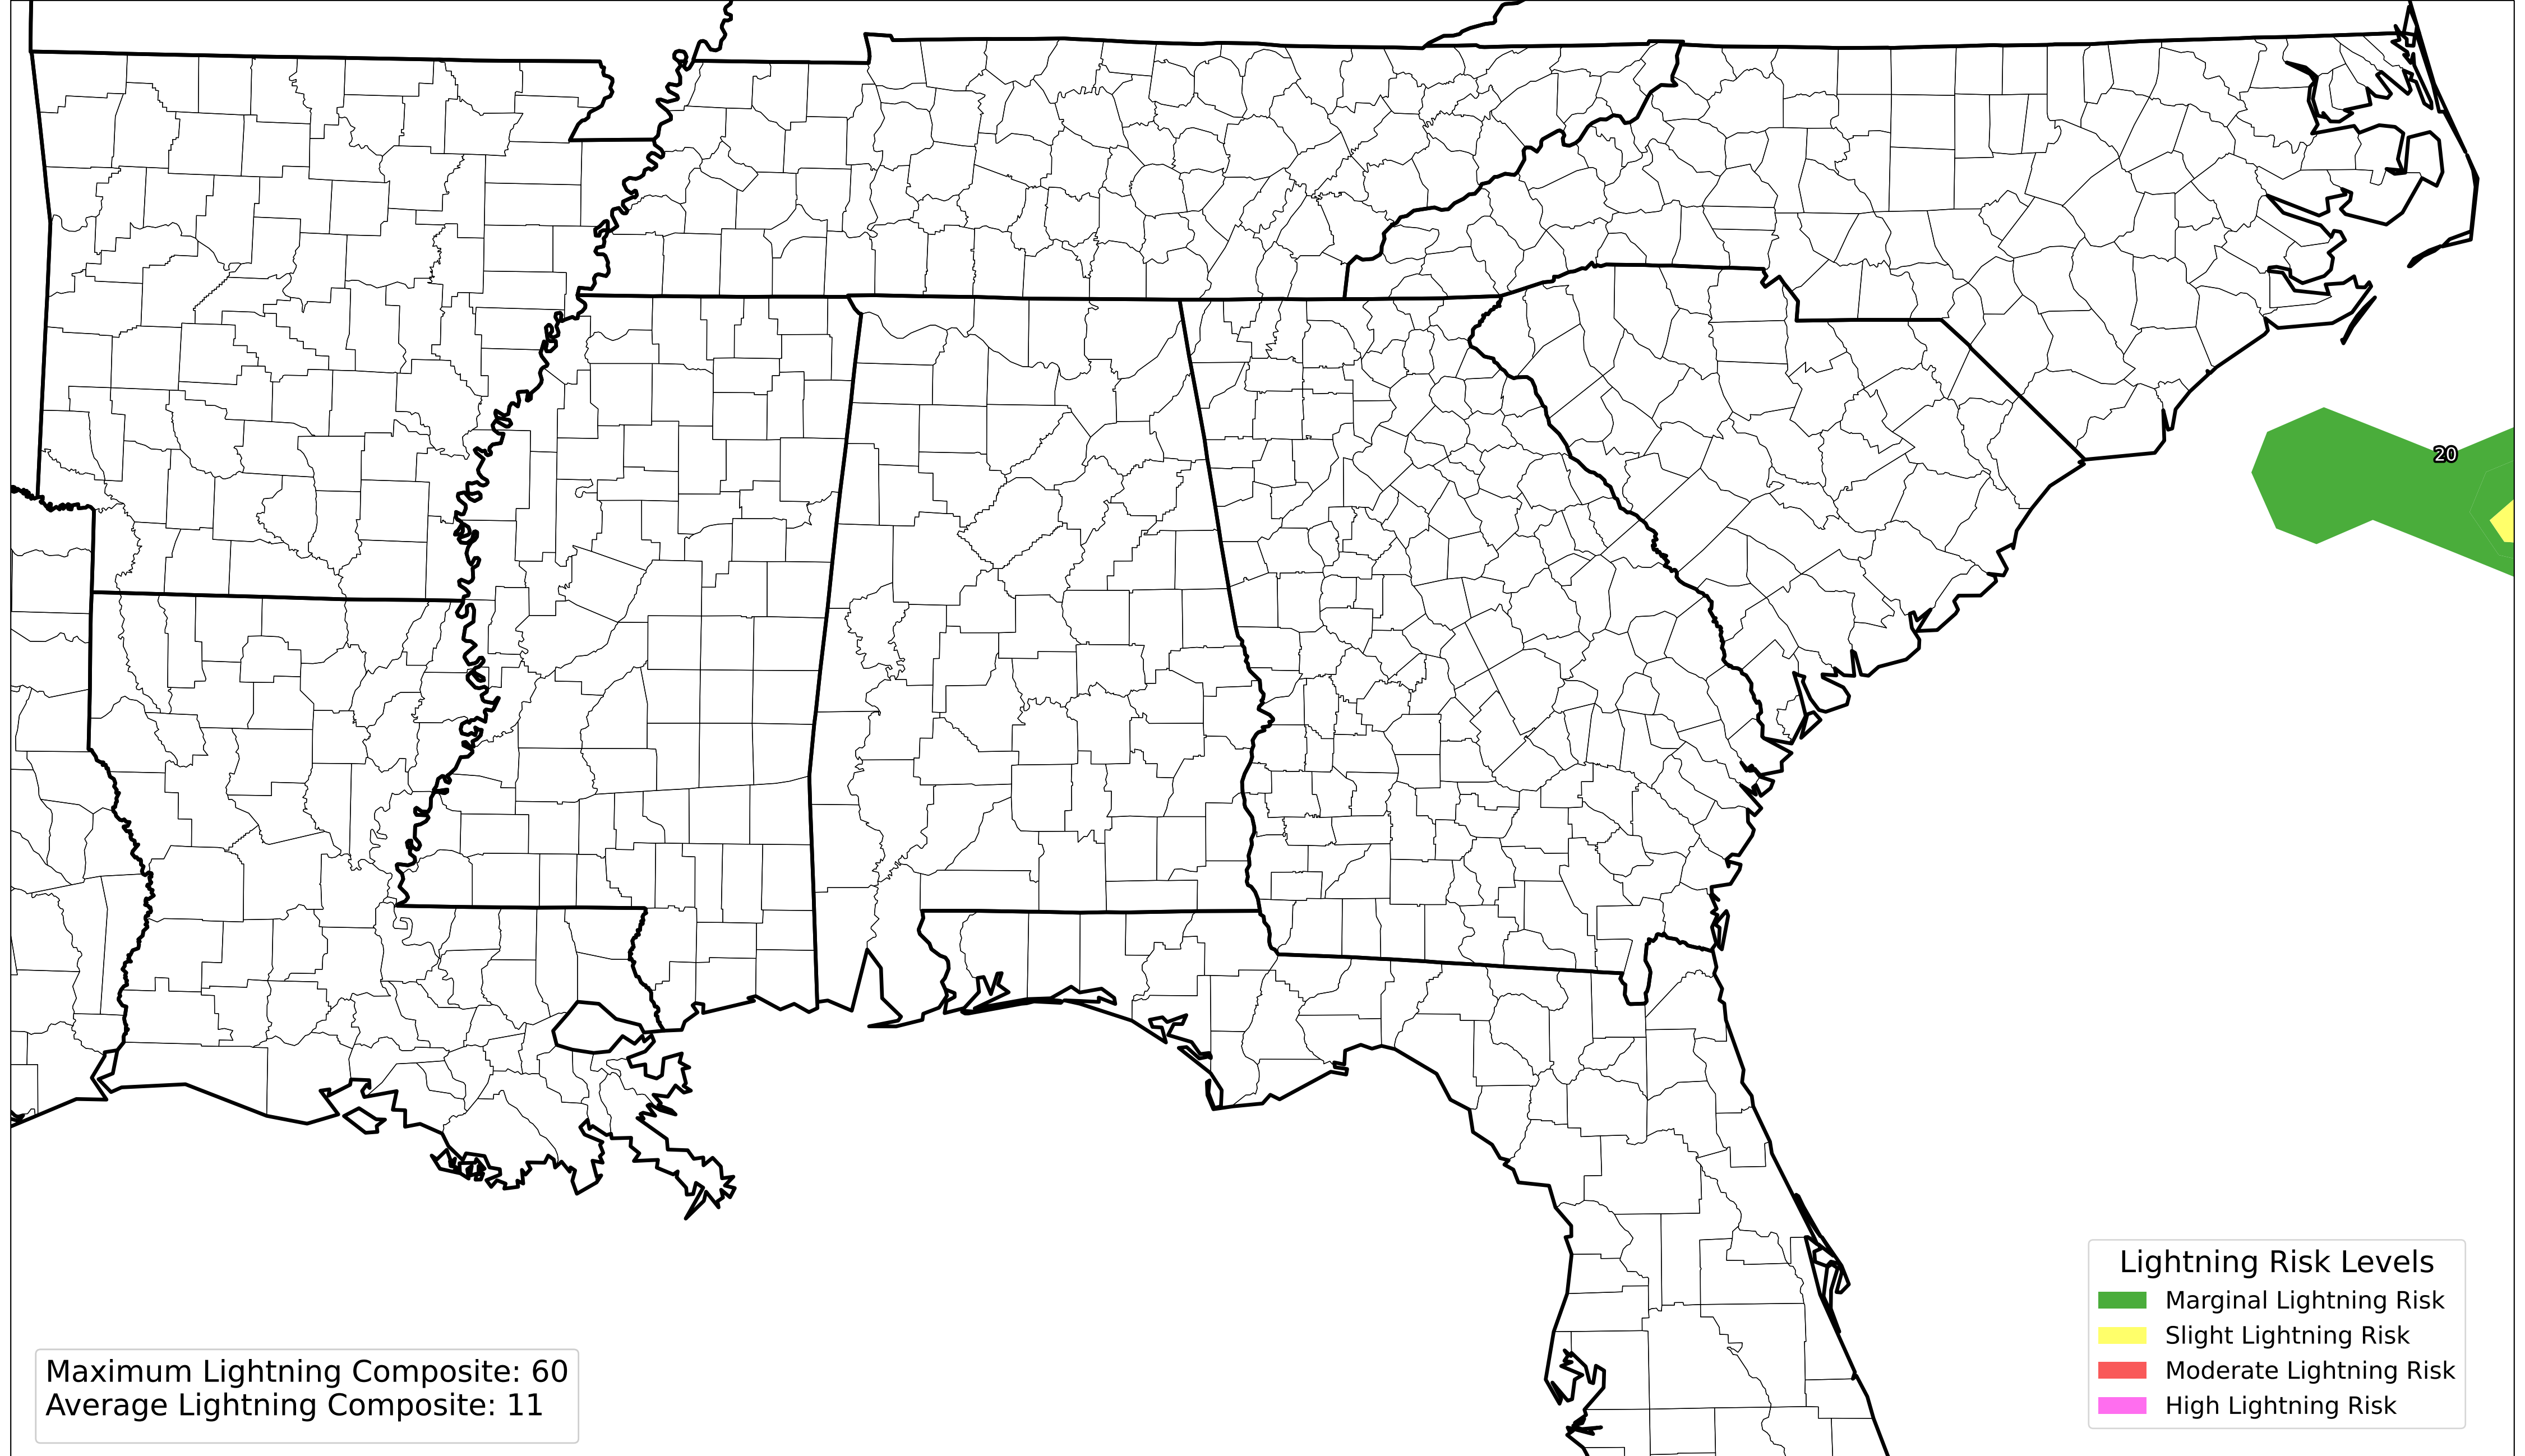 20
Lightning Risk Levels
Marginal Lightning Risk
Slight Lightning Risk
Moderate Lightning Risk
High Lightning Risk
Maximum Lightning Composite: 60
Average Lightning Composite: 11